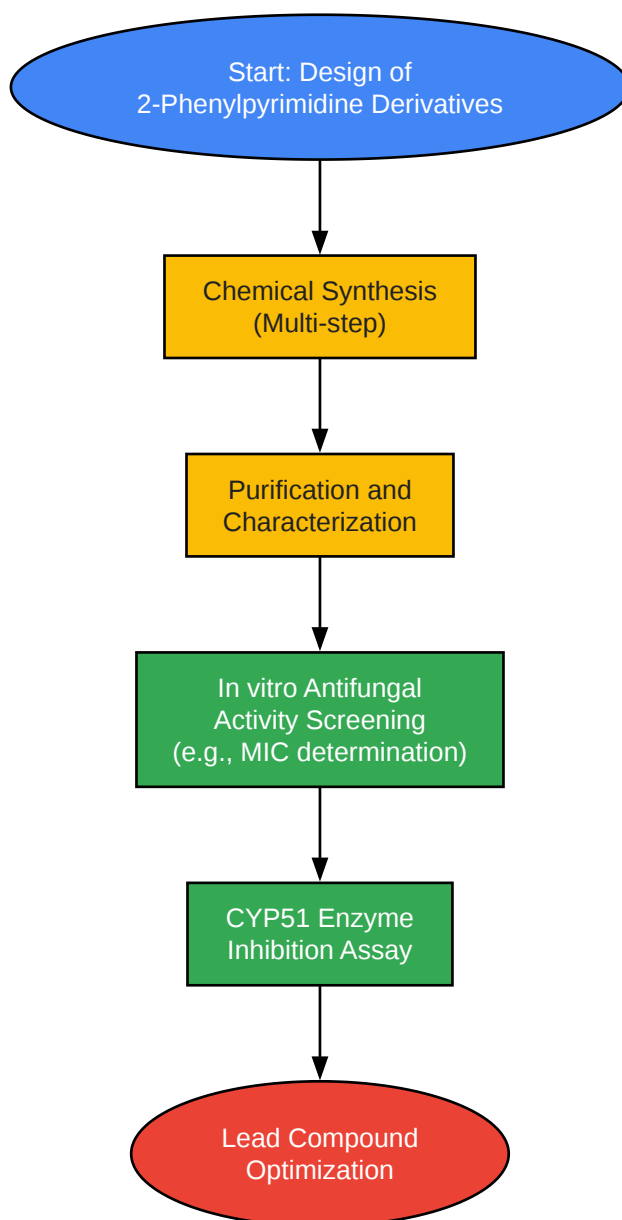 Start: Design of
2-Phenylpyrimidine Derivatives
Chemical Synthesis
(Multi-step)
Purification and
Characterization
In vitro Antifungal
Activity Screening
(e.g., MIC determination)
CYP51 Enzyme
Inhibition Assay
Lead Compound
Optimization